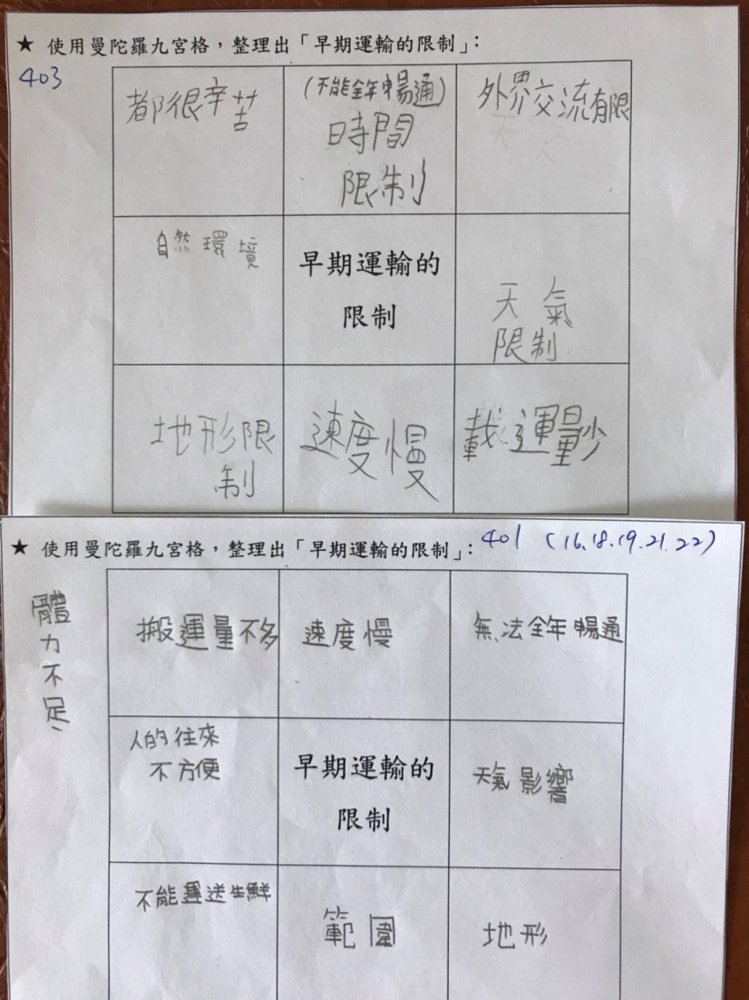 ★ 使用曼陀羅九宮格，整理出「早期運輸的限制」：
403
都很辛苦
(不能全年暢通)
時間
限制
外界交流有限
自然環境
早期運輸的
限制
天氣
限制
地形限
制
速度慢
載運量少
★ 使用曼陀羅九宮格，整理出「早期運輸的限制」：
401 (16.18.19.21.22)
體力不足
搬運量不多
速度慢
無法全年暢通
人的往來
不方便
早期運輸的
限制
天氣影響
不能運送生鮮
範圍
地形